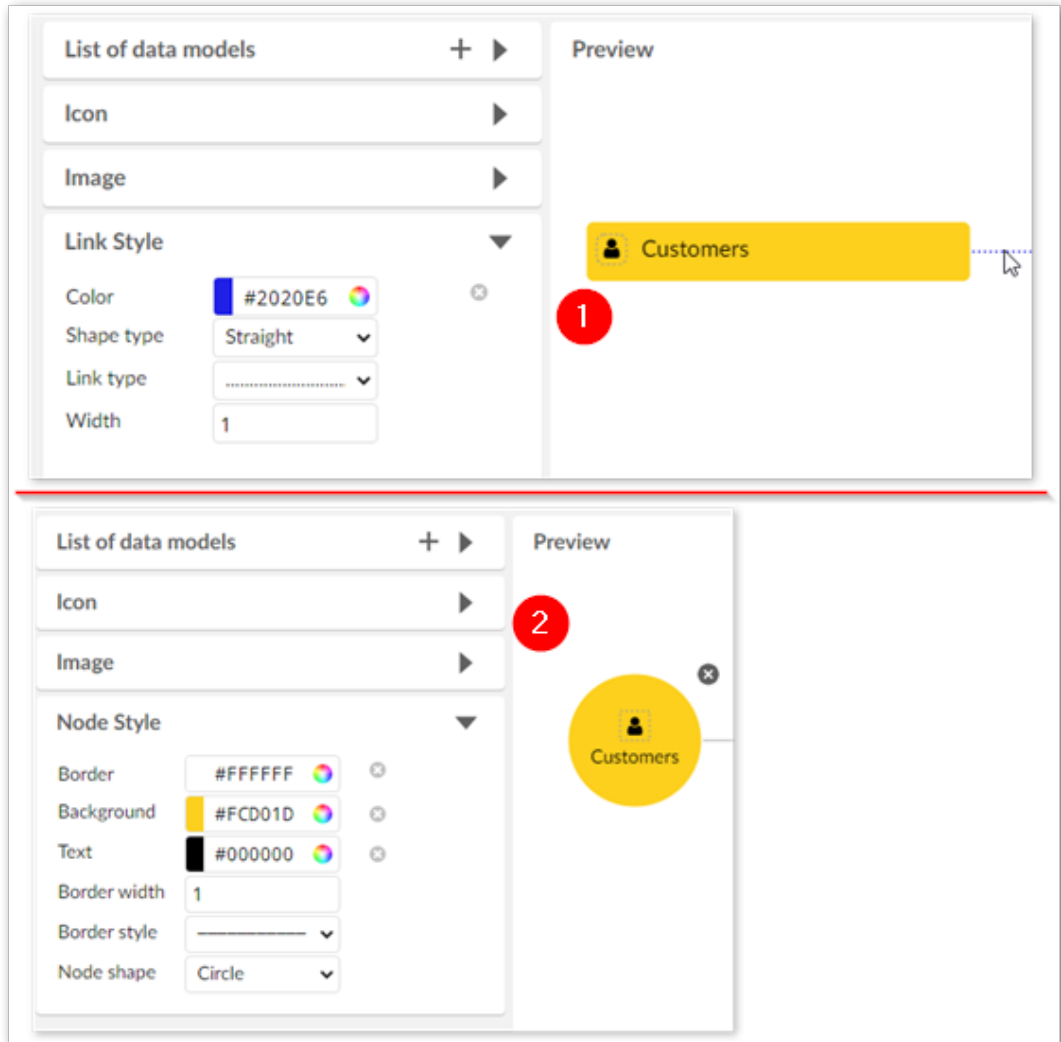 List of data models
Preview
Icon
Image
Link Style
Customers
Color #2020E6
1
Shape type Straight
Link type
Width 1
List of data models
Preview
Icon
2
Image
Node Style
Customers
Border #FFFFFF
Background #FCD01D
Text #000000
Border width 1
Border style
Node shape Circle